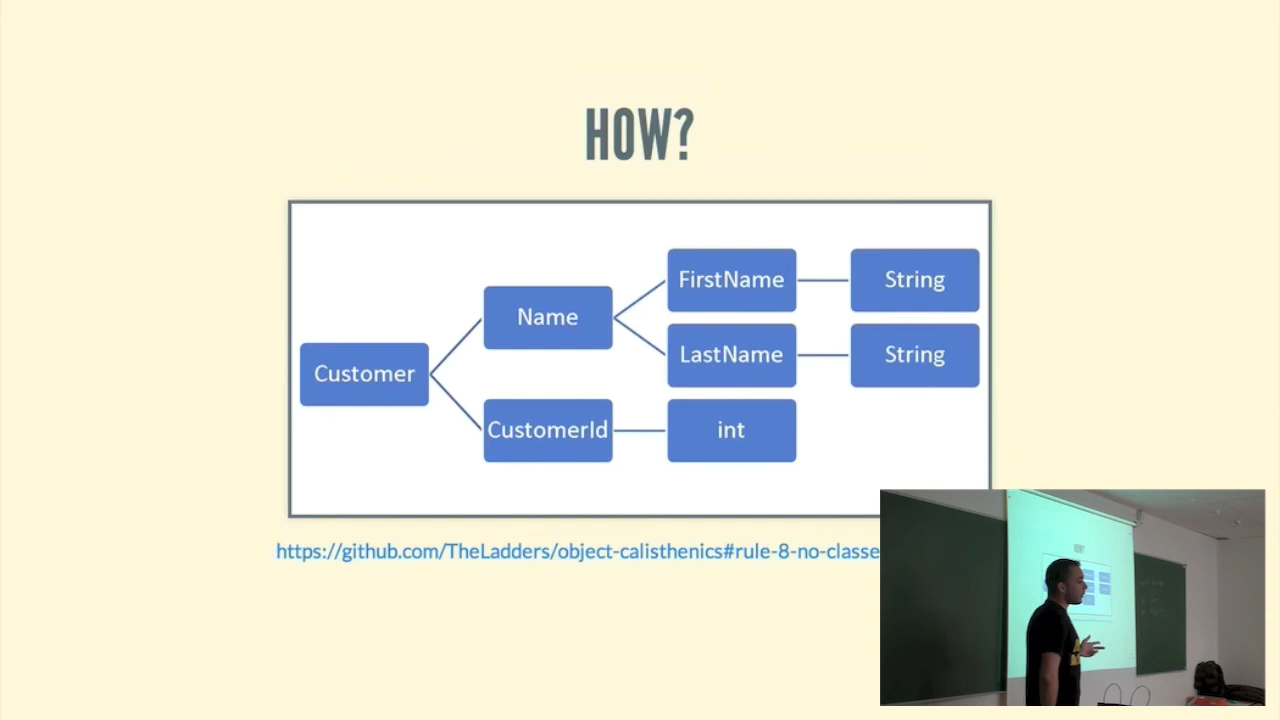 HOW?
FirstName
String
Name
LastName
String
Customer
CustomerId
int
https://github.com/TheLadders/object-calisthenics#rule-8-no-classe